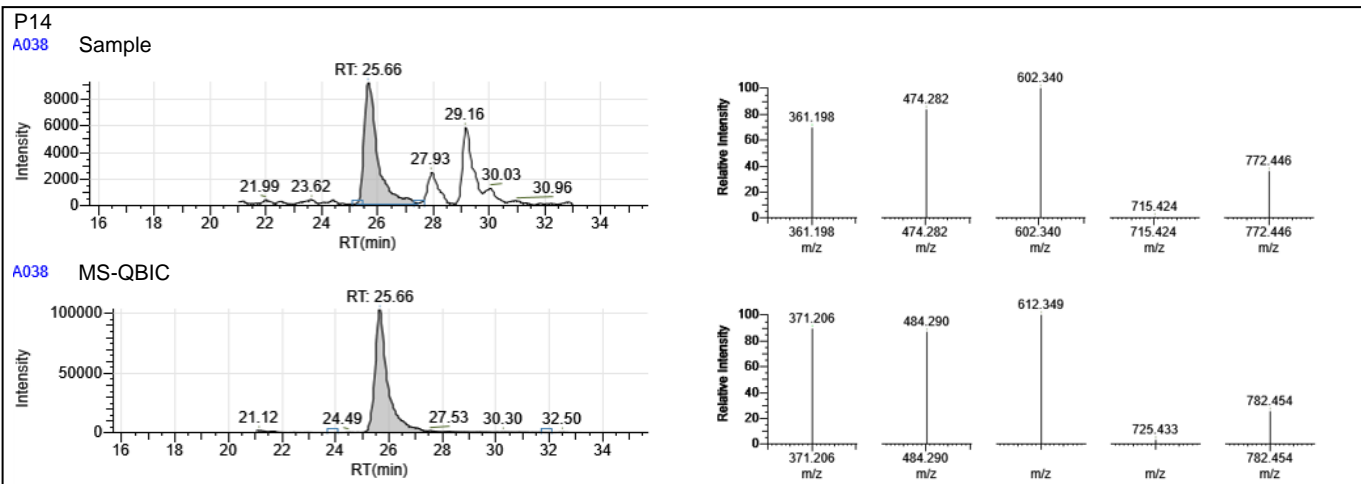 P14
A038 Sample
RT: 25.66
29.16
27.93
30.03
21.99 23.62
30.96
8000
6000
4000
2000
0
Intensity
16 18 20 22 24 26 28 30 32 34
RT(min)
602.340
474.282
361.198
772.446
715.424
100
80
60
40
20
0
Relative Intensity
361.198 474.282 602.340 715.424 772.446
m/z m/z m/z m/z m/z
A038 MS-QBIC
RT: 25.66
100000
50000
0
Intensity
21.12 24.49 27.53 30.30 32.50
16 18 20 22 24 26 28 30 32 34
RT(min)
612.349
371.206
484.290
782.454
725.433
100
80
60
40
20
0
Relative Intensity
371.206 484.290 782.454
m/z m/z m/z m/z m/z